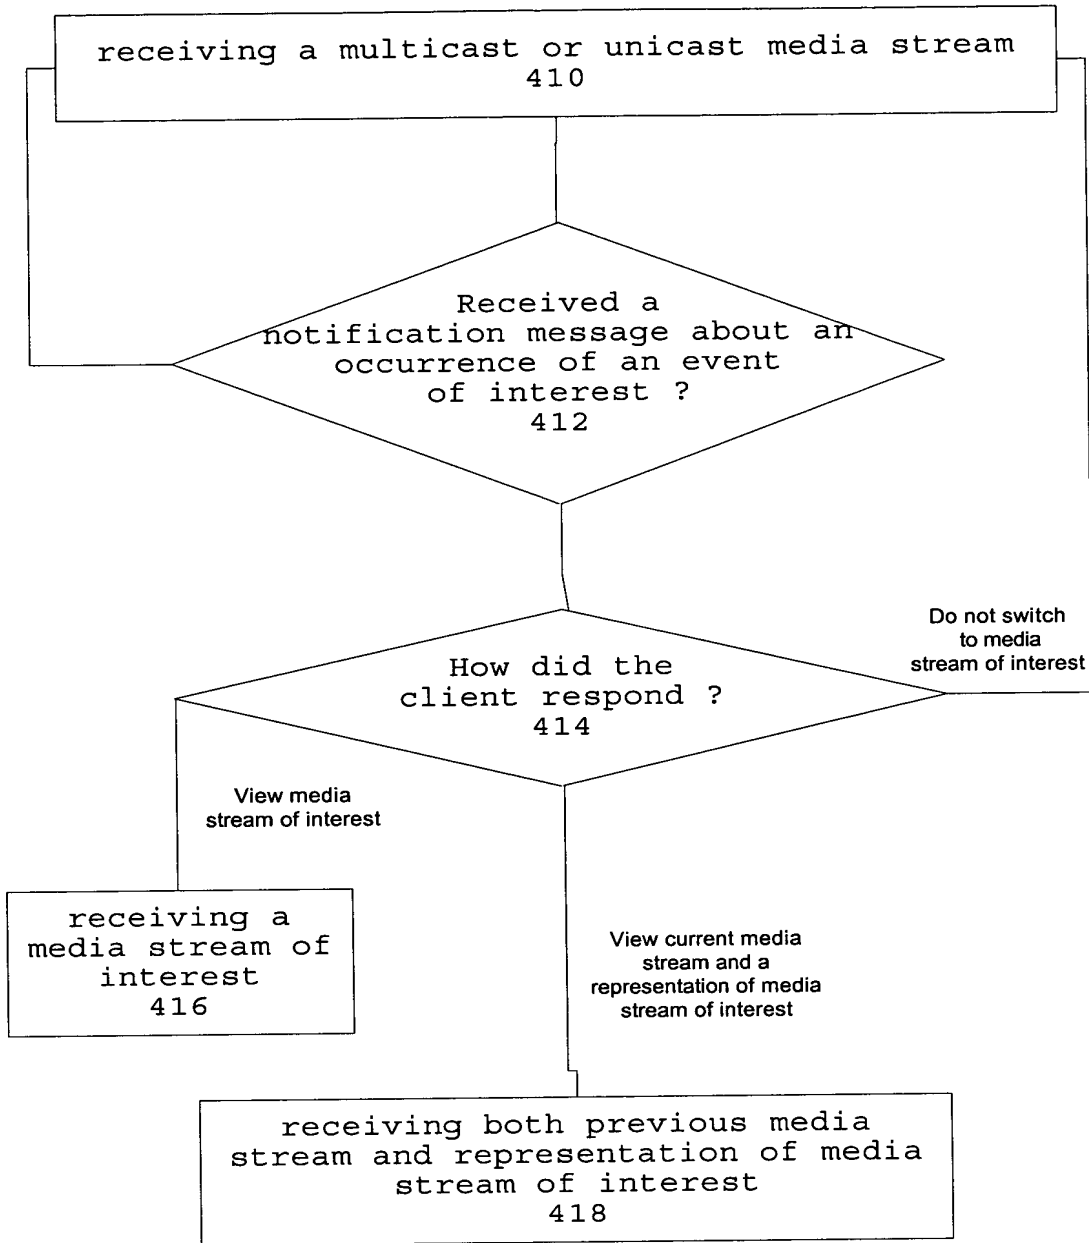 receiving a multicast or unicast media stream
410
Received a
notification message about an
occurrence of an event
of interest ?
412
Do not switch
to media
stream of interest
How did the
client respond ?
414
View media
stream of interest
receiving a
media stream of
interest
416
View current media
stream and a
representation of media
stream of interest
receiving both previous media
stream and representation of media
stream of interest
418